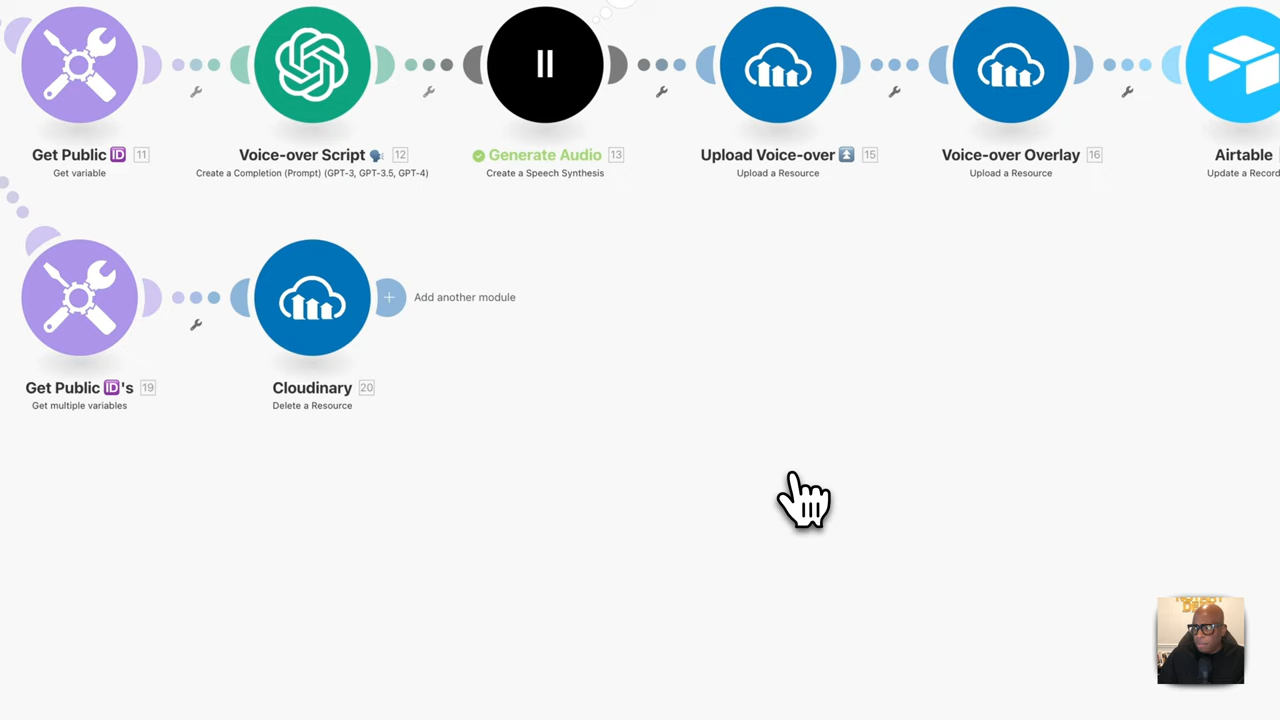 Get Public 🆔 11
Get variable
Voice-over Script 🗣️ 12
Create a Completion (Prompt) (GPT-3, GPT-3.5, GPT-4)
Generate Audio 13
Create a Speech Synthesis
Upload Voice-over ⏫ 15
Upload a Resource
Voice-over Overlay 16
Upload a Resource
Airtable
Update a Record
Get Public 🆔's 19
Get multiple variables
Cloudinary 20
Delete a Resource
Add another module